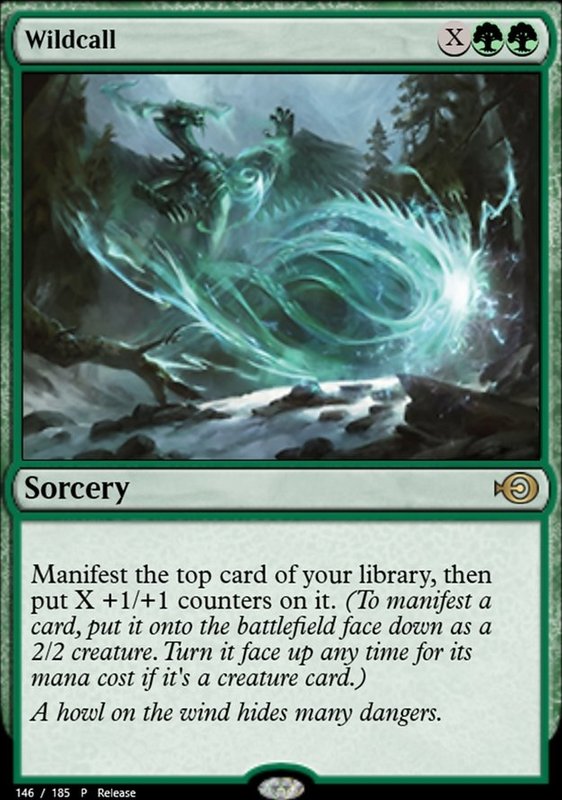 Wildcall
X
Sorcery
Manifest the top card of your library, then
put X +1/+1 counters on it. (To manifest a
card, put it onto the battlefield face down as a
2/2 creature. Turn it face up any time for its
mana cost if it's a creature card.)
A howl on the wind hides many dangers.
146 / 185 P Release